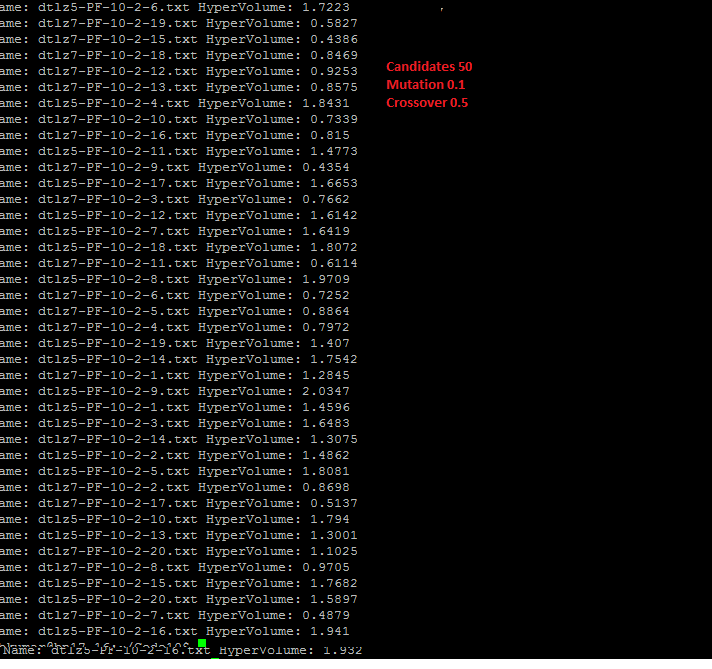 ame: dtlz5-PF-10-2-6.txt HyperVolume: 1.7223
ame: dtlz7-PF-10-2-19.txt HyperVolume: 0.5827
ame: dtlz7-PF-10-2-15.txt HyperVolume: 0.4386
ame: dtlz7-PF-10-2-18.txt HyperVolume: 0.8469
ame: dtlz7-PF-10-2-12.txt HyperVolume: 0.9253
ame: dtlz7-PF-10-2-13.txt HyperVolume: 0.8575
ame: dtlz5-PF-10-2-4.txt HyperVolume: 1.8431
ame: dtlz7-PF-10-2-10.txt HyperVolume: 0.7339
ame: dtlz7-PF-10-2-16.txt HyperVolume: 0.815
ame: dtlz5-PF-10-2-11.txt HyperVolume: 1.4773
ame: dtlz7-PF-10-2-9.txt HyperVolume: 0.4354
ame: dtlz5-PF-10-2-17.txt HyperVolume: 1.6653
ame: dtlz7-PF-10-2-3.txt HyperVolume: 0.7662
ame: dtlz5-PF-10-2-12.txt HyperVolume: 1.6142
ame: dtlz5-PF-10-2-7.txt HyperVolume: 1.6419
ame: dtlz5-PF-10-2-18.txt HyperVolume: 1.8072
ame: dtlz7-PF-10-2-11.txt HyperVolume: 0.6114
ame: dtlz5-PF-10-2-8.txt HyperVolume: 1.9709
ame: dtlz7-PF-10-2-6.txt HyperVolume: 0.7252
ame: dtlz7-PF-10-2-5.txt HyperVolume: 0.8864
ame: dtlz7-PF-10-2-4.txt HyperVolume: 0.7972
ame: dtlz5-PF-10-2-19.txt HyperVolume: 1.407
ame: dtlz5-PF-10-2-14.txt HyperVolume: 1.7542
ame: dtlz7-PF-10-2-1.txt HyperVolume: 1.2845
ame: dtlz5-PF-10-2-9.txt HyperVolume: 2.0347
ame: dtlz5-PF-10-2-1.txt HyperVolume: 1.4596
ame: dtlz5-PF-10-2-3.txt HyperVolume: 1.6483
ame: dtlz7-PF-10-2-14.txt HyperVolume: 1.3075
ame: dtlz5-PF-10-2-2.txt HyperVolume: 1.4862
ame: dtlz5-PF-10-2-5.txt HyperVolume: 1.8081
ame: dtlz7-PF-10-2-2.txt HyperVolume: 0.8698
ame: dtlz7-PF-10-2-17.txt HyperVolume: 0.5137
ame: dtlz5-PF-10-2-10.txt HyperVolume: 1.794
ame: dtlz5-PF-10-2-13.txt HyperVolume: 1.3001
ame: dtlz7-PF-10-2-20.txt HyperVolume: 1.1025
ame: dtlz7-PF-10-2-8.txt HyperVolume: 0.9705
ame: dtlz5-PF-10-2-15.txt HyperVolume: 1.7682
ame: dtlz5-PF-10-2-20.txt HyperVolume: 1.5897
ame: dtlz7-PF-10-2-7.txt HyperVolume: 0.4879
ame: dtlz5-PF-10-2-16.txt HyperVolume: 1.941
Name: dtlz5-PF-10-2-16.txt HyperVolume: 1.932
Candidates 50
Mutation 0.1
Crossover 0.5